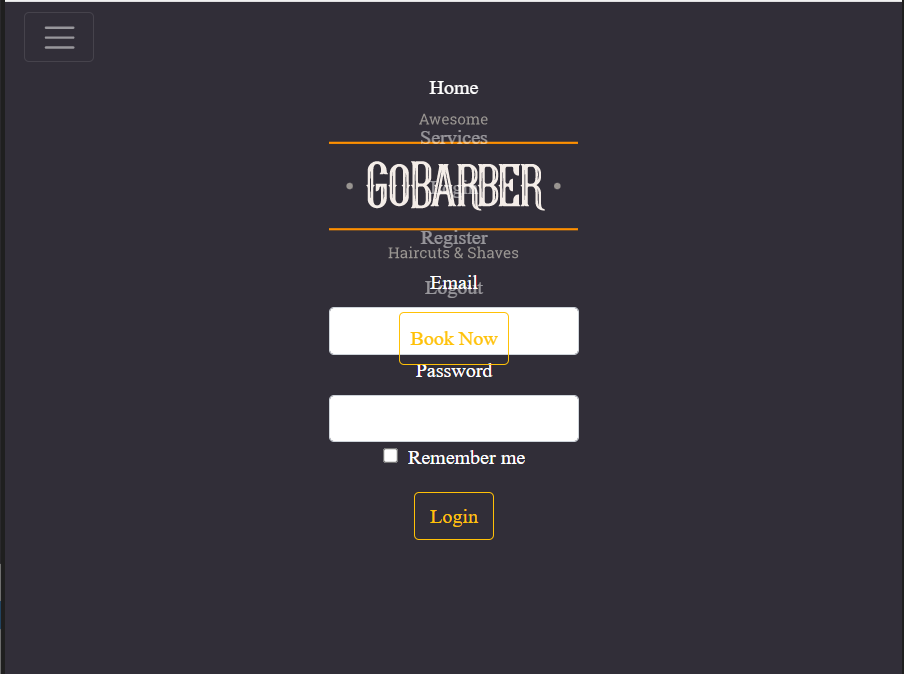 Home
Awesome
Services
GOBARBER
Register
Haircuts & Shaves
Email
Logout
Book Now
Password
Remember me
Login